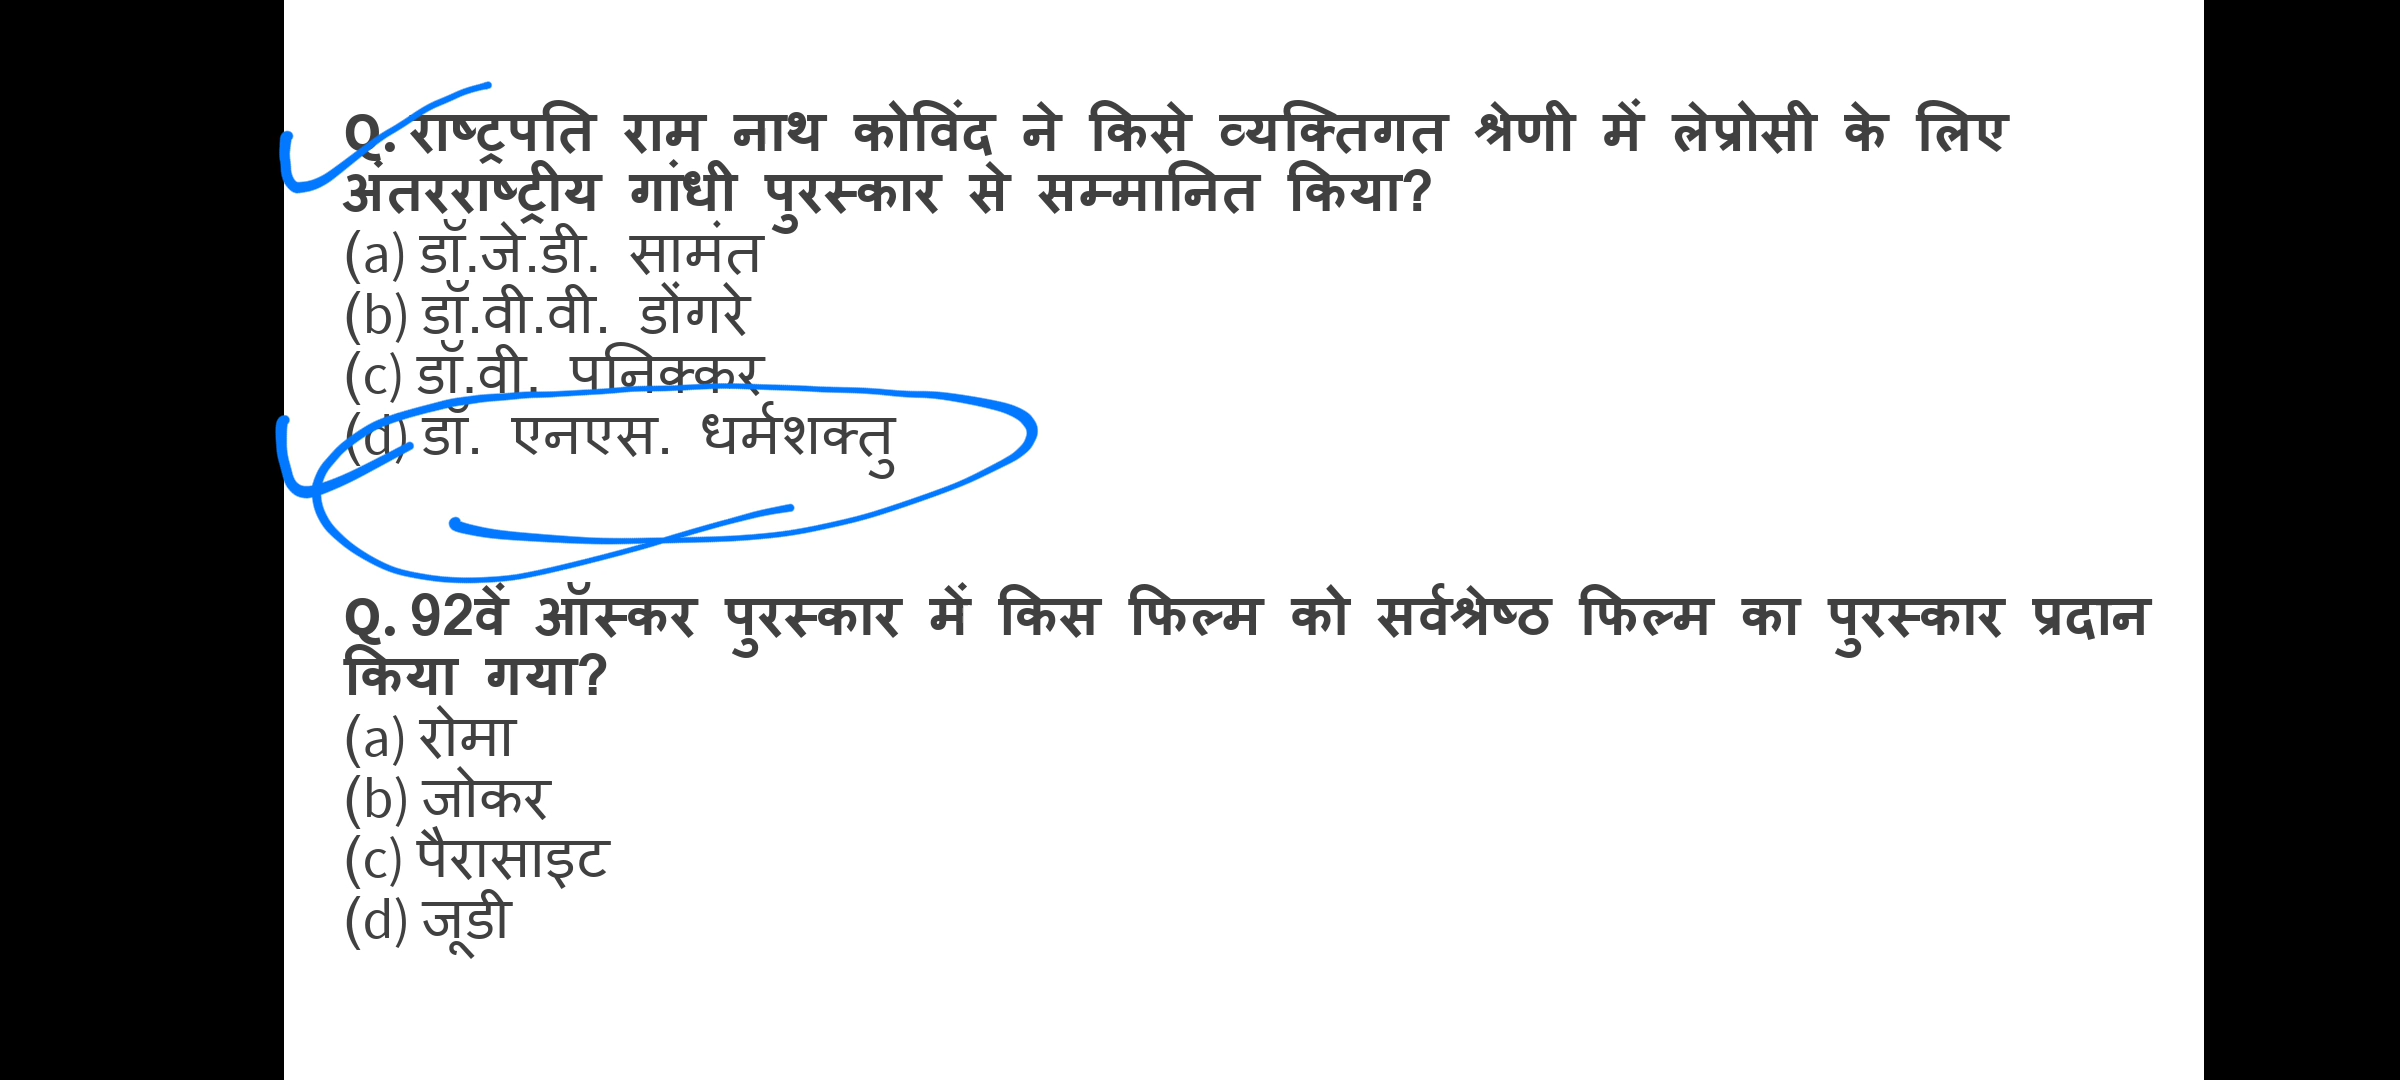 Q. राष्ट्रपति राम नाथ कोविंद ने किसे व्यक्तिगत श्रेणी में लेप्रोसी के लिए
अंतरराष्ट्रीय गांधी पुरस्कार से सम्मानित किया?
(a) डॉ.जे.डी. सामंत
(b) डॉ.वी.वी. डोंगरे
(c) डॉ.वी. पनिक्कर
(d) डॉ. एनएस. धर्मशक्तु
Q. 92वें ऑस्कर पुरस्कार में किस फिल्म को सर्वश्रेष्ठ फिल्म का पुरस्कार प्रदान
किया गया?
(a) रोमा
(b) जोकर
(c) पैरासाइट
(d) जूडी